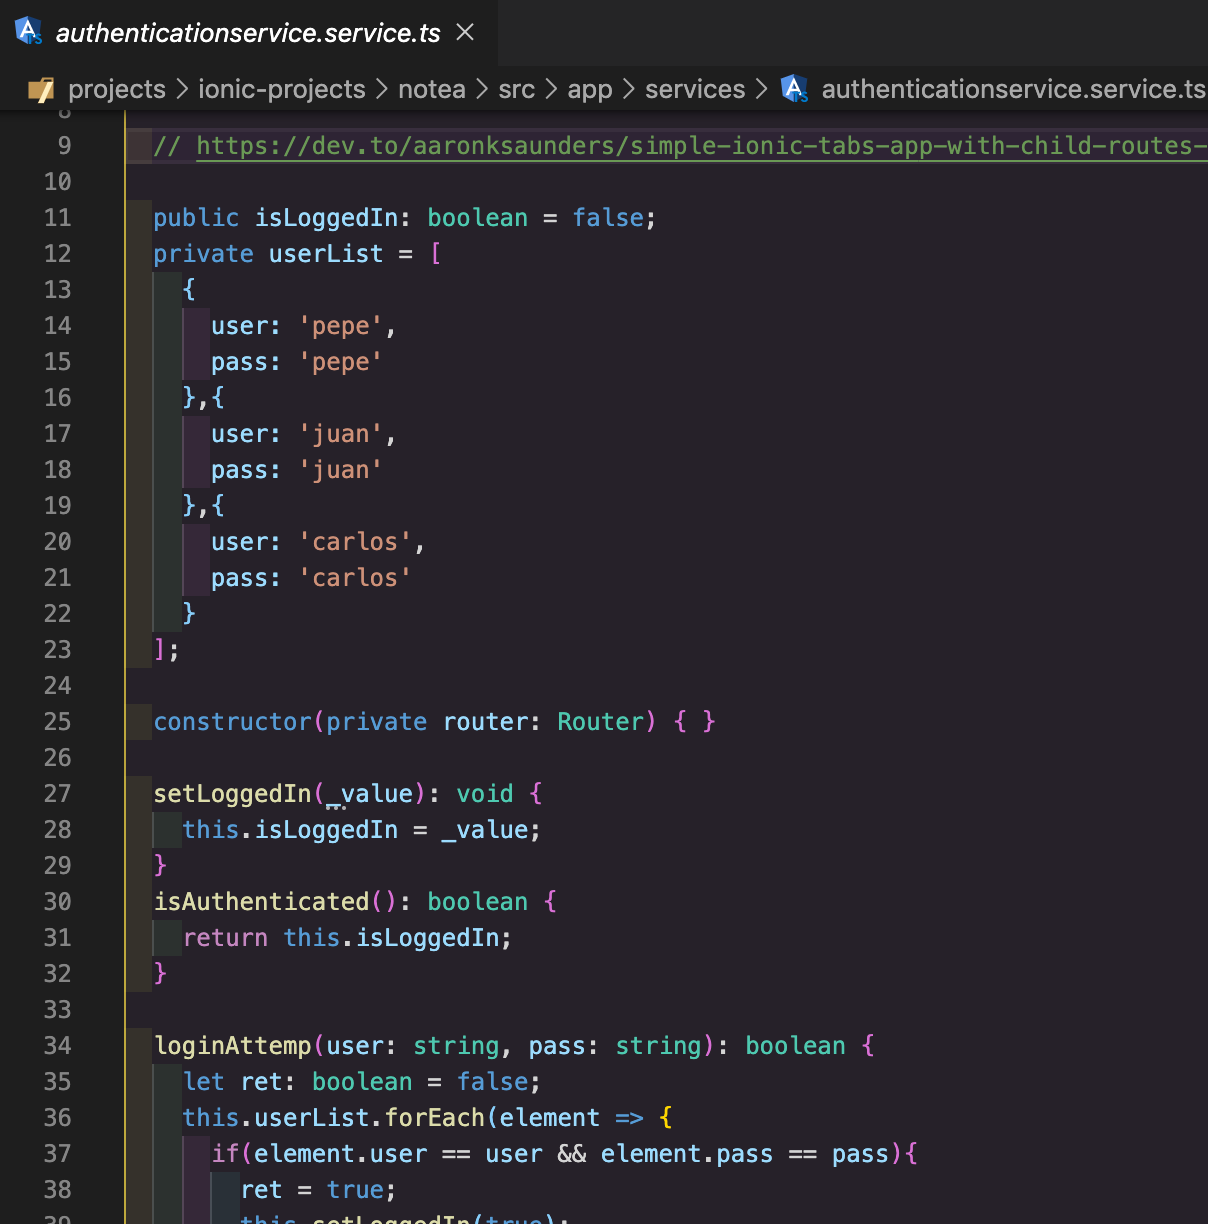 authenticationservice.service.ts
projects > ionic-projects > notea > src > app > services > authenticationservice.service.ts
8
9 // https://dev.to/aaronksaunders/simple-ionic-tabs-app-with-child-routes-
10
11 public isLoggedIn: boolean = false;
12 private userList = [
13 {
14 user: 'pepe',
15 pass: 'pepe'
16 },{
17 user: 'juan',
18 pass: 'juan'
19 },{
20 user: 'carlos',
21 pass: 'carlos'
22 }
23 ];
24
25 constructor(private router: Router) { }
26
27 setLoggedIn(_value): void {
28 this.isLoggedIn = _value;
29 }
30 isAuthenticated(): boolean {
31 return this.isLoggedIn;
32 }
33
34 loginAttemp(user: string, pass: string): boolean {
35 let ret: boolean = false;
36 this.userList.forEach(element => {
37 if(element.user == user && element.pass == pass){
38 ret = true;
39 this.setLoggedIn(true);